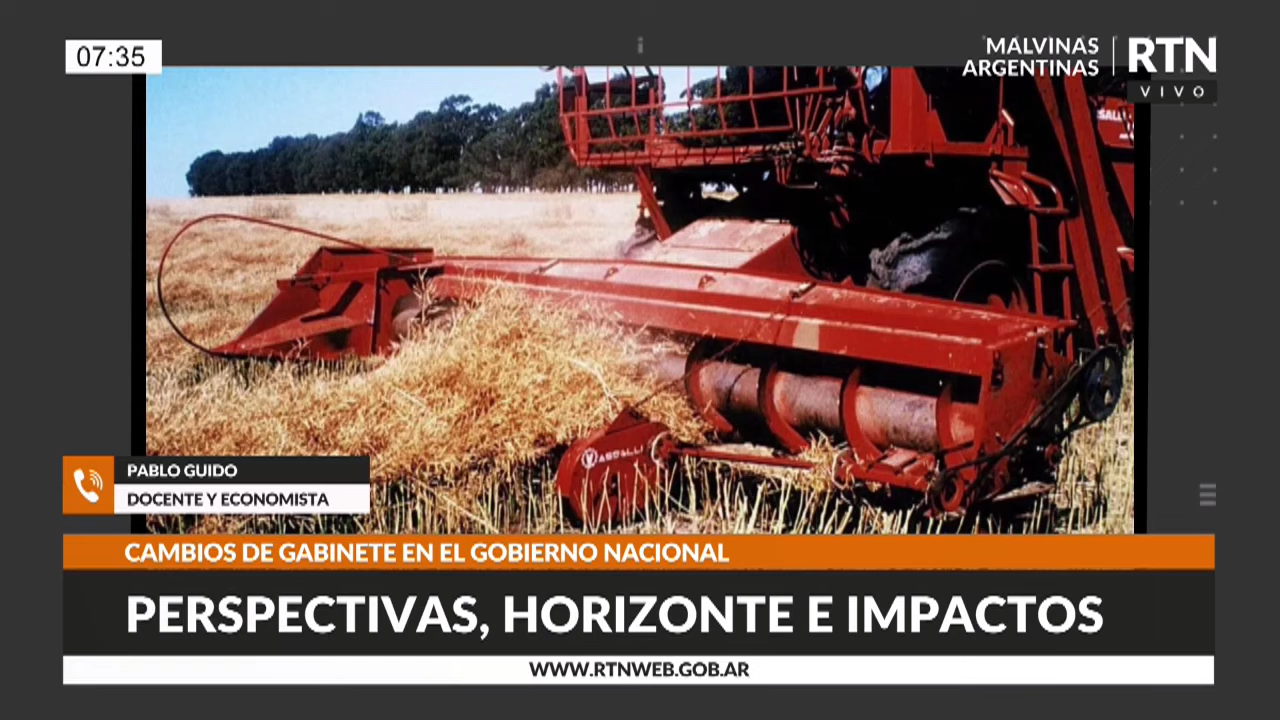 07:35
MALVINAS
ARGENTINAS
RTN
VIVO
VASSALLI
PABLO GUIDO
DOCENTE Y ECONOMISTA
CAMBIOS DE GABINETE EN EL GOBIERNO NACIONAL
PERSPECTIVAS, HORIZONTE E IMPACTOS
WWW.RTNWEB.GOB.AR